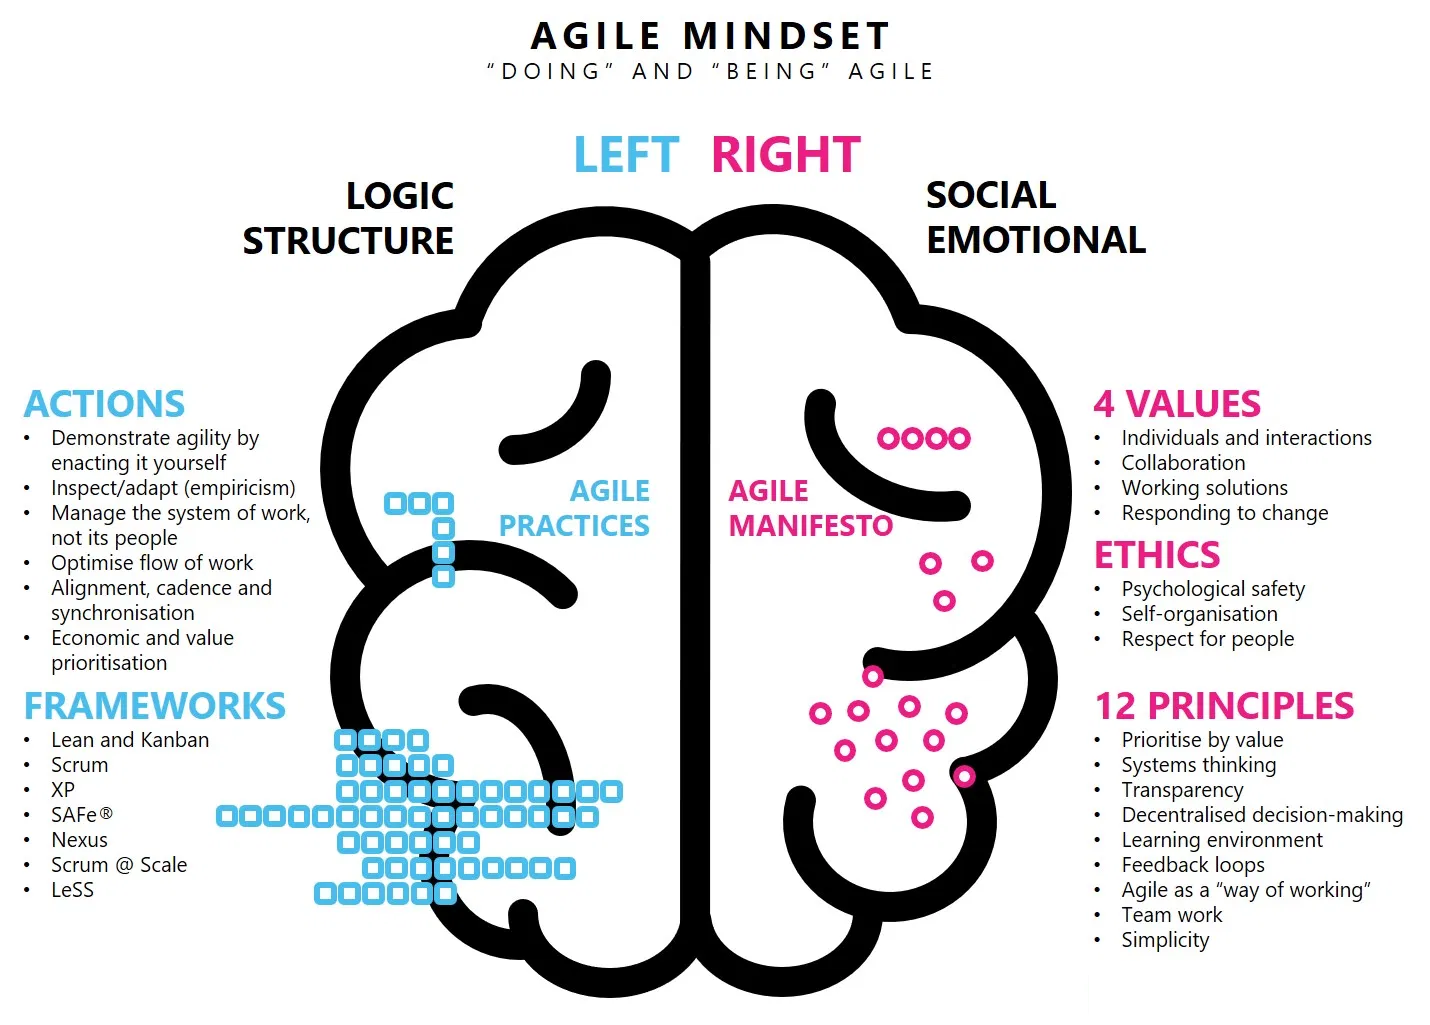 AGILE MINDSET
"DOING" AND "BEING" AGILE
LEFT RIGHT
LOGIC
STRUCTURE
SOCIAL
EMOTIONAL
ACTIONS
• Demonstrate agility by
enacting it yourself
• Inspect/adapt (empiricism)
• Manage the system of work,
not its people
• Optimise flow of work
• Alignment, cadence and
synchronisation
• Economic and value
prioritisation
FRAMEWORKS
• Lean and Kanban
• Scrum
• XP
• SAFe®
• Nexus
• Scrum @ Scale
• LeSS
AGILE
PRACTICES
AGILE
MANIFESTO
4 VALUES
• Individuals and interactions
• Collaboration
• Working solutions
• Responding to change
ETHICS
• Psychological safety
• Self-organisation
• Respect for people
12 PRINCIPLES
• Prioritise by value
• Systems thinking
• Transparency
• Decentralised decision-making
• Learning environment
• Feedback loops
• Agile as a "way of working"
• Team work
• Simplicity